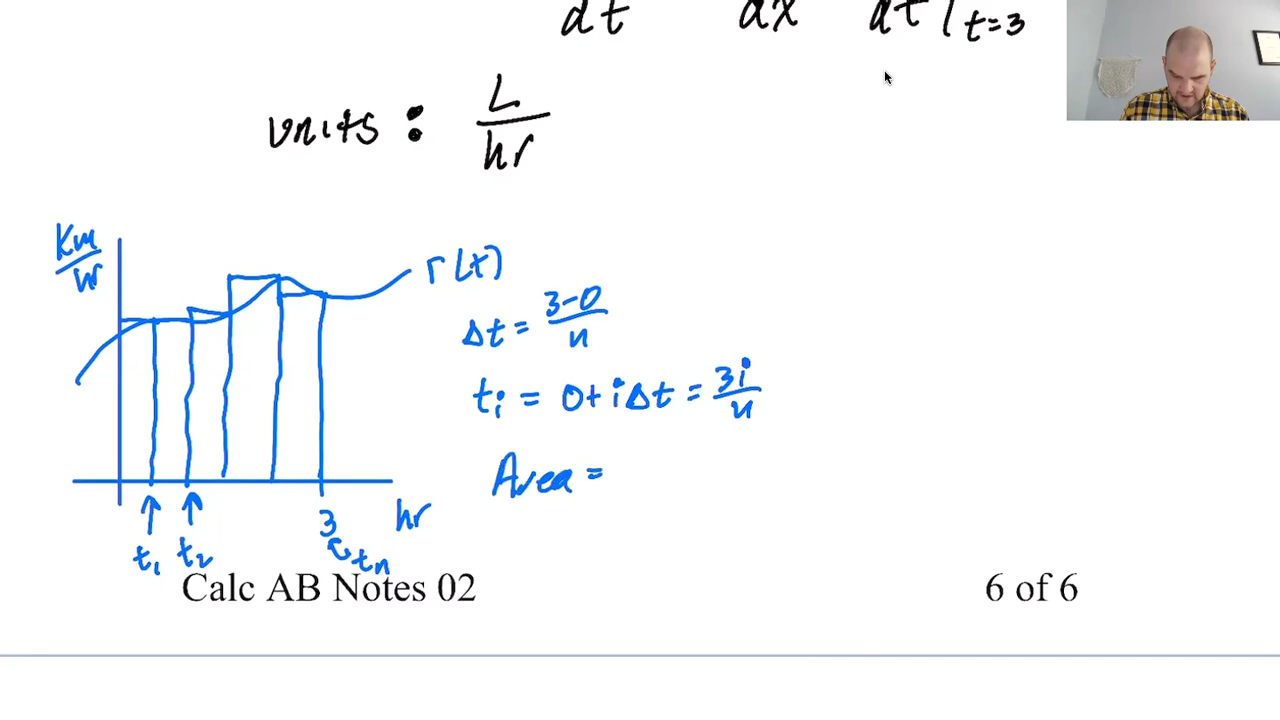 dt dx dt | t=3
units : L/hr
Km/hr
r(t)
Δt = 3-0/n
ti = 0+iΔt = 3i/n
Area =
t1 t2 3 tn hr
Calc AB Notes 02 6 of 6